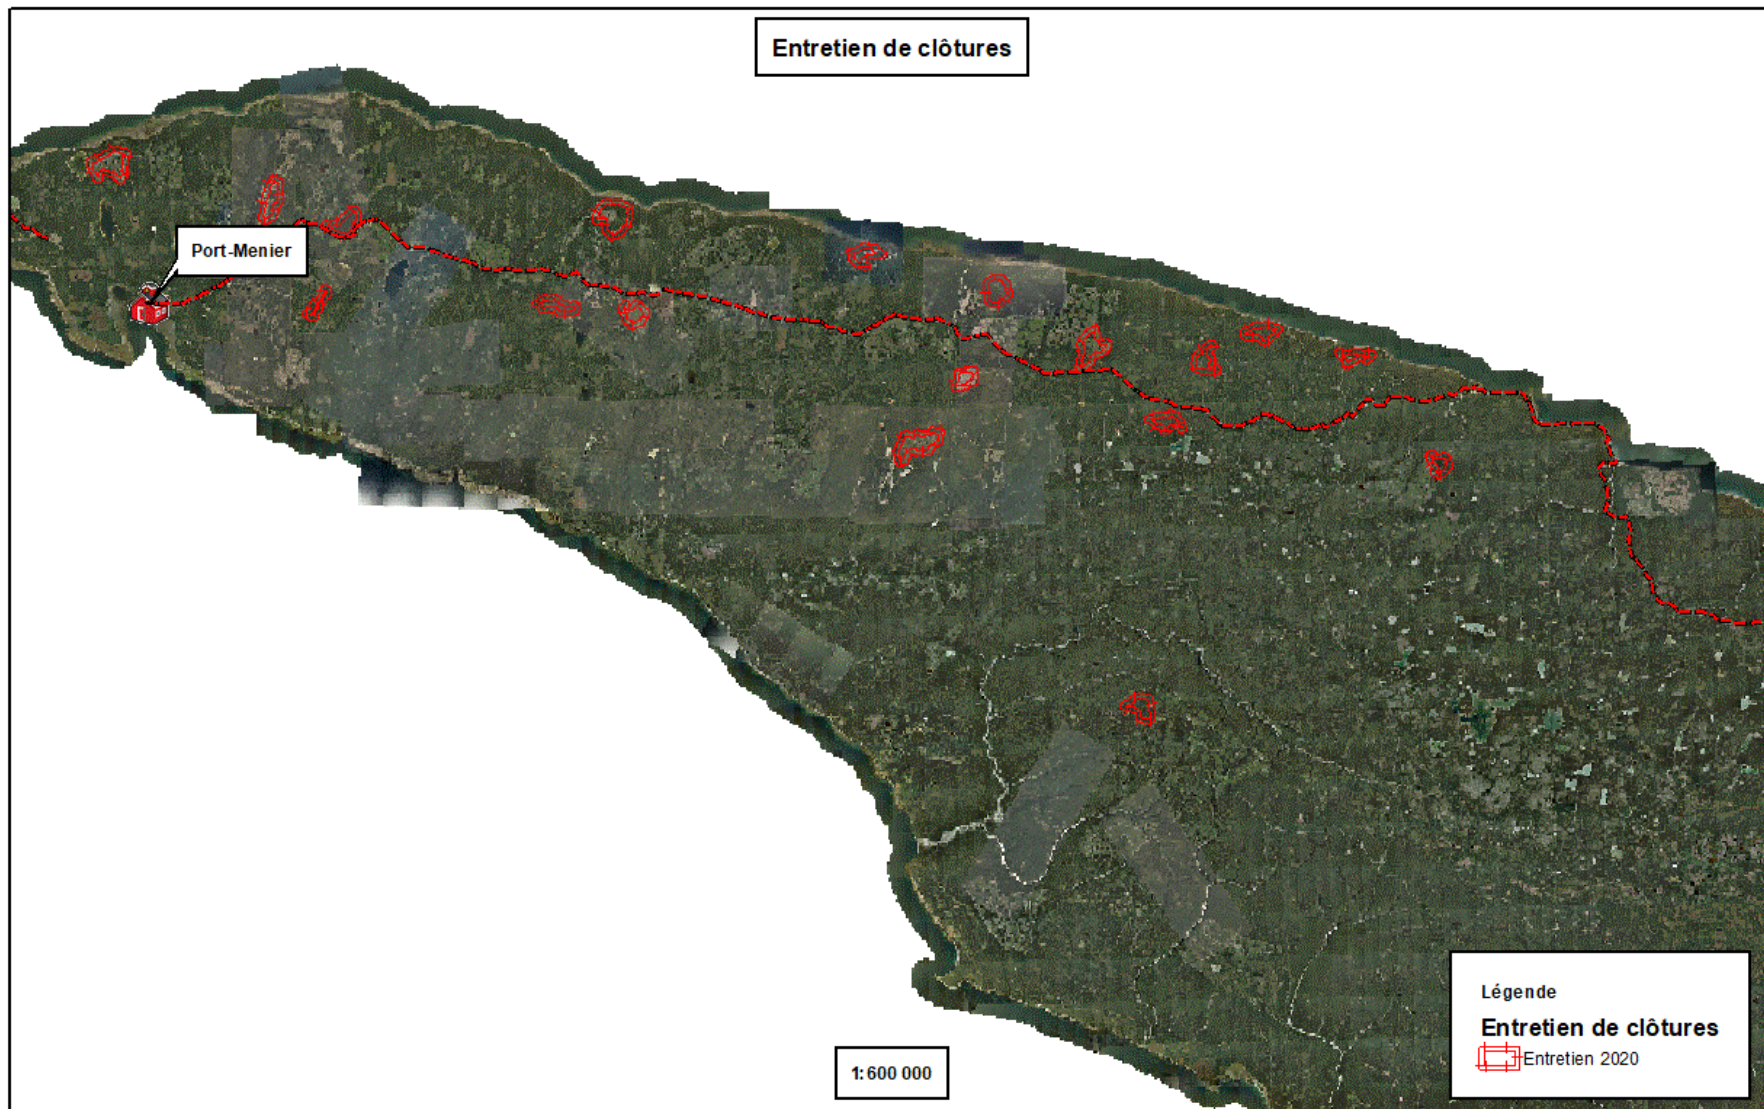 Entretien de clôtures
Port-Menier
Légende
Entretien de clôtures
Entretien 2020
1:600 000